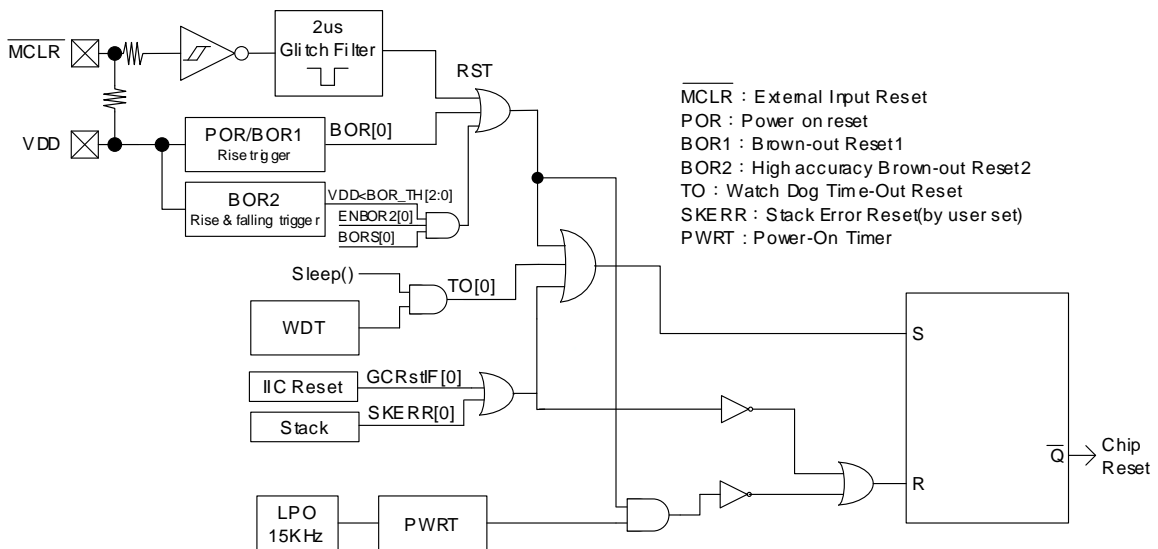 MCLR
2us
Glitch Filter
RST
VDD
POR/BOR1
Rise trigger
BOR[0]
BOR2
Rise & falling trigger
VDD<BOR_TH[2:0]
ENBOR2[0]
BORS[0]
MCLR : External Input Reset
POR : Power on reset
BOR1 : Brown-out Reset1
BOR2 : High accuracy Brown-out Reset2
TO : Watch Dog Time-Out Reset
SKERR : Stack Error Reset(by user set)
PWRT : Power-On Timer
Sleep()
TO[0]
WDT
IIC Reset
GCRstIF[0]
Stack
SKERR[0]
LPO
15KHz
PWRT
S
R
Q
Chip
Reset